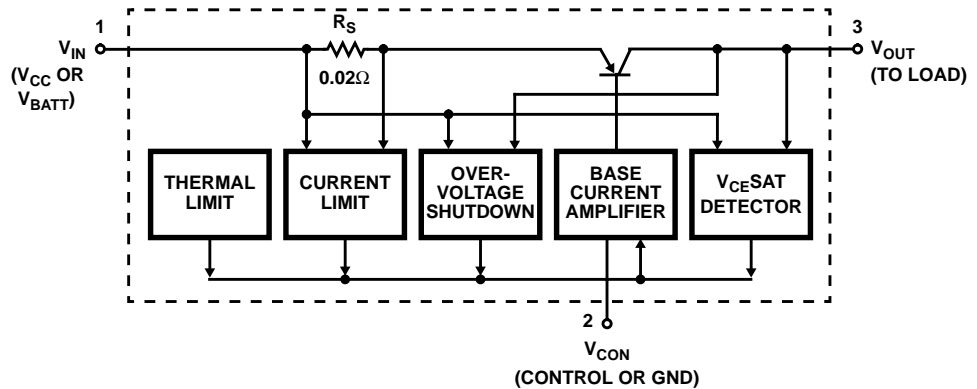 1
V_IN
(V_CC OR
V_BATT)
R_S
0.02Ω
3
V_OUT
(TO LOAD)
THERMAL
LIMIT
CURRENT
LIMIT
OVER-
VOLTAGE
SHUTDOWN
BASE
CURRENT
AMPLIFIER
V_CESAT
DETECTOR
2
V_CON
(CONTROL OR GND)